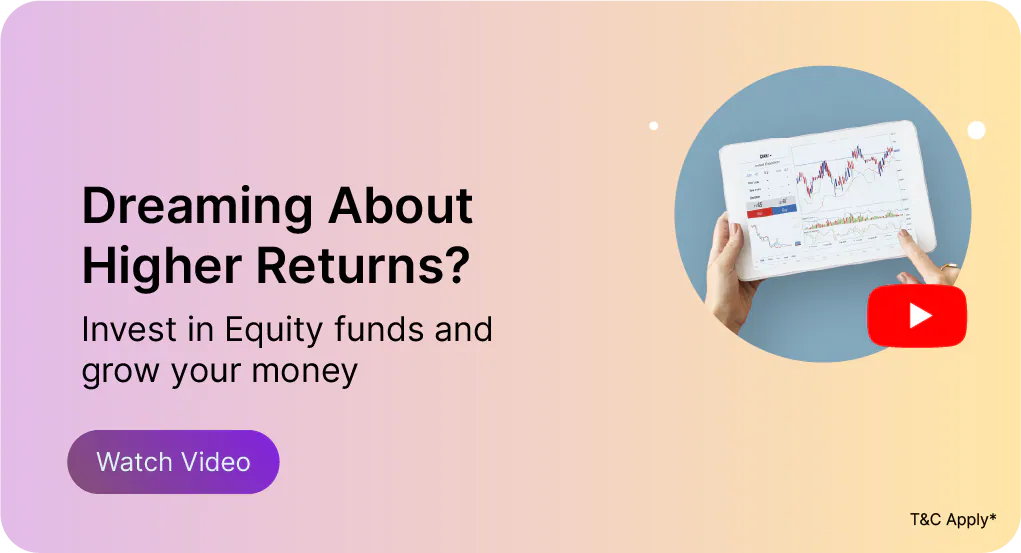 Dreaming About
Higher Returns?
Invest in Equity funds and
grow your money
Watch Video
T&C Apply*